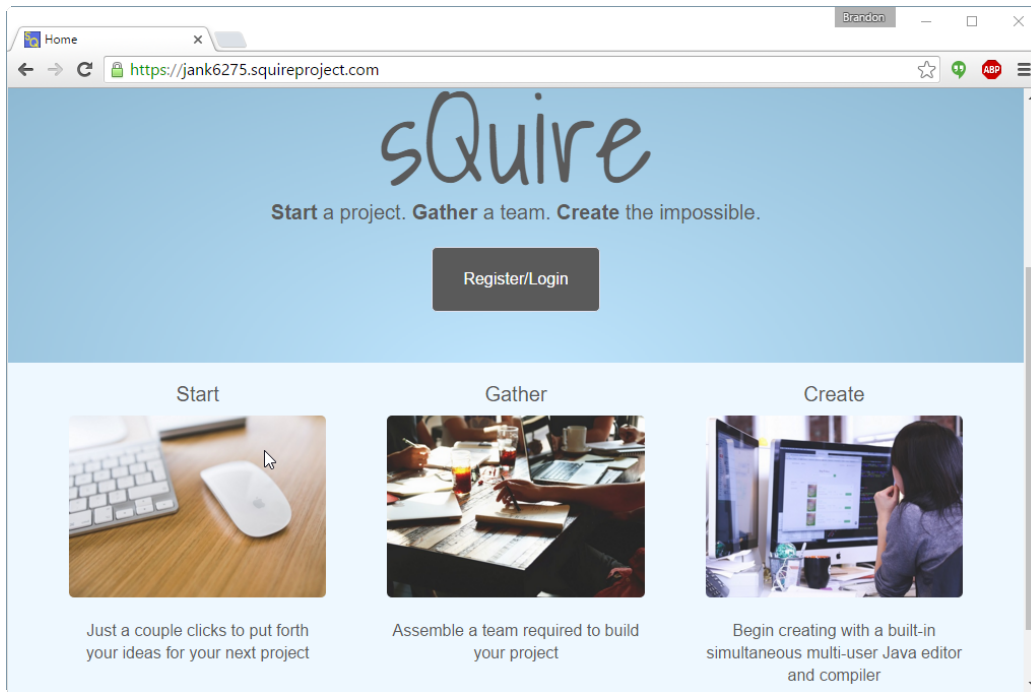 Brandon
Home
https://jank6275.squireproject.com
ABP
sQuire
Start a project. Gather a team. Create the impossible.
Register/Login
Start
Gather
Create
Just a couple clicks to put forth
your ideas for your next project
Assemble a team required to build
your project
Begin creating with a built-in
simultaneous multi-user Java editor
and compiler